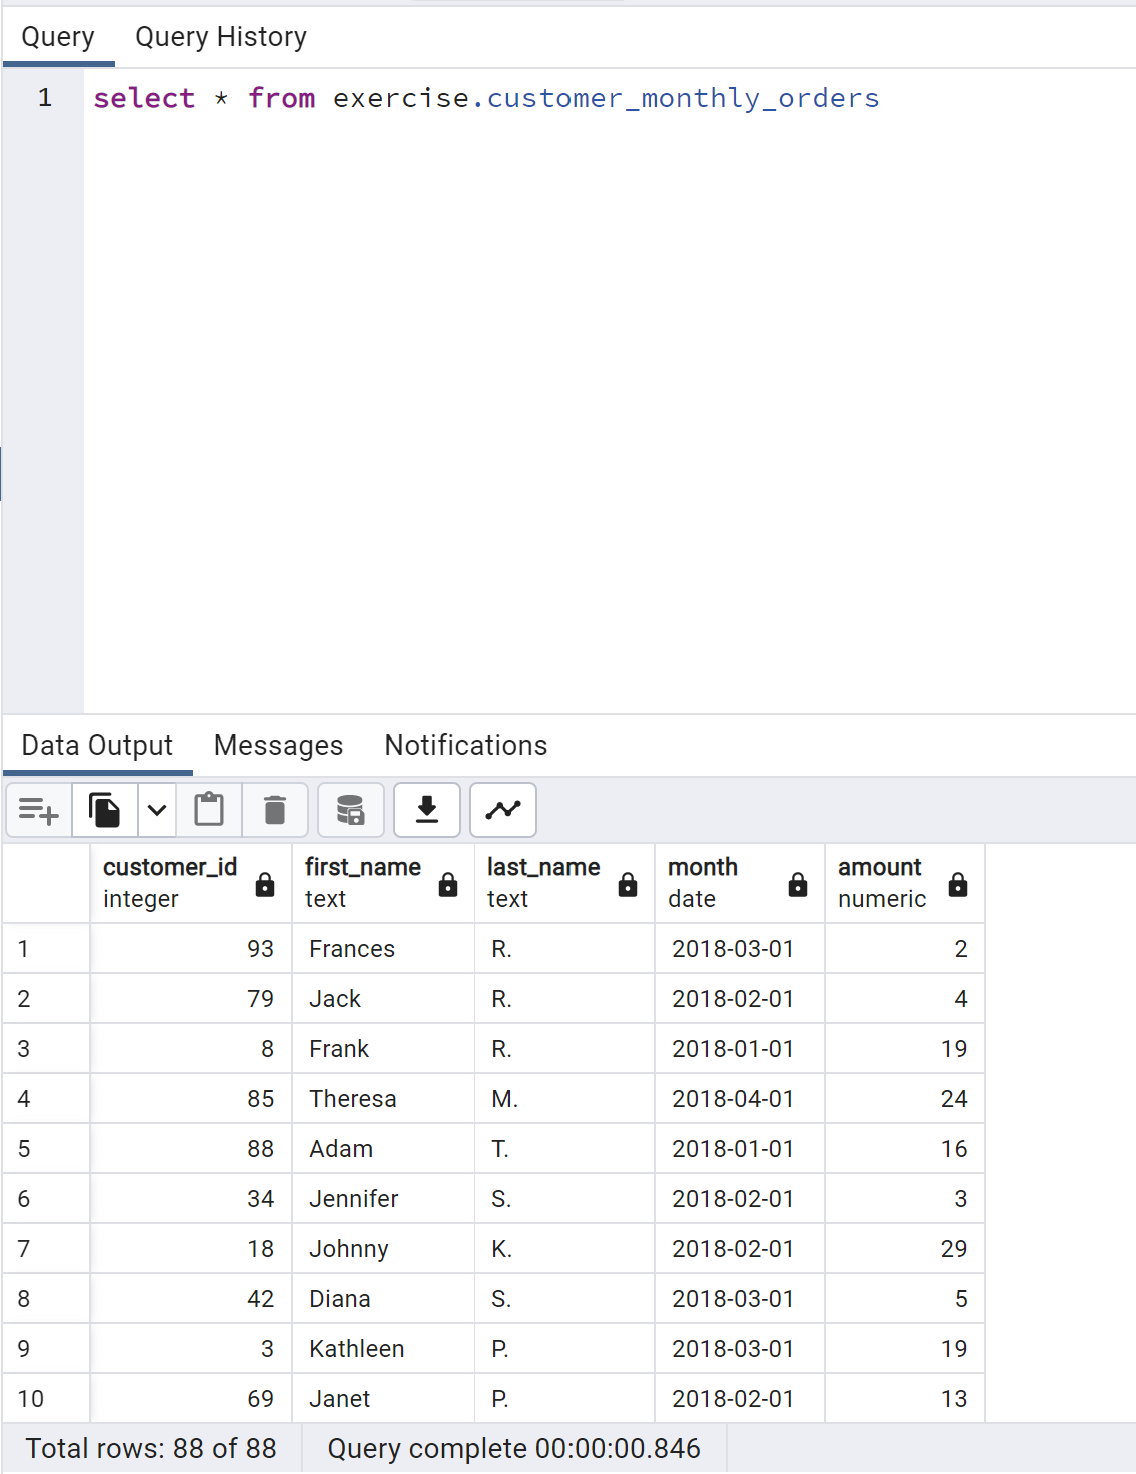 Query Query History
1 select * from exercise.customer_monthly_orders
Data Output Messages Notifications
customer_id first_name last_name month amount
integer text text date numeric
1 93 Frances R. 2018-03-01 2
2 79 Jack R. 2018-02-01 4
3 8 Frank R. 2018-01-01 19
4 85 Theresa M. 2018-04-01 24
5 88 Adam T. 2018-01-01 16
6 34 Jennifer S. 2018-02-01 3
7 18 Johnny K. 2018-02-01 29
8 42 Diana S. 2018-03-01 5
9 3 Kathleen P. 2018-03-01 19
10 69 Janet P. 2018-02-01 13
Total rows: 88 of 88 Query complete 00:00:00.846